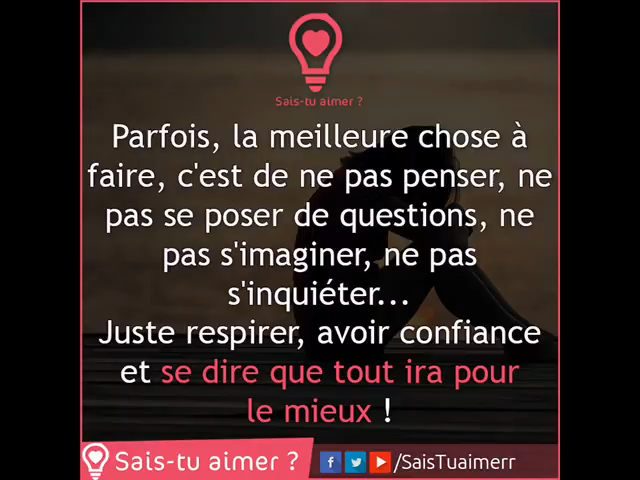 Sais-tu aimer ?
Parfois, la meilleure chose à
faire, c'est de ne pas penser, ne
pas se poser de questions, ne
pas s'imaginer, ne pas
s'inquiéter...
Juste respirer, avoir confiance
et se dire que tout ira pour
le mieux !
Sais-tu aimer ?
/SaisTuaimerr